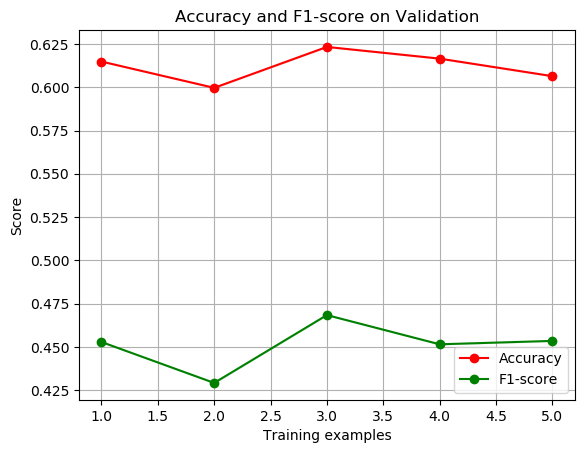 Accuracy and F1-score on Validation
0.625
0.600
0.575
0.550
0.525
0.500
0.475
0.450
0.425
Score
Accuracy
F1-score
1.0 1.5 2.0 2.5 3.0 3.5 4.0 4.5 5.0
Training examples